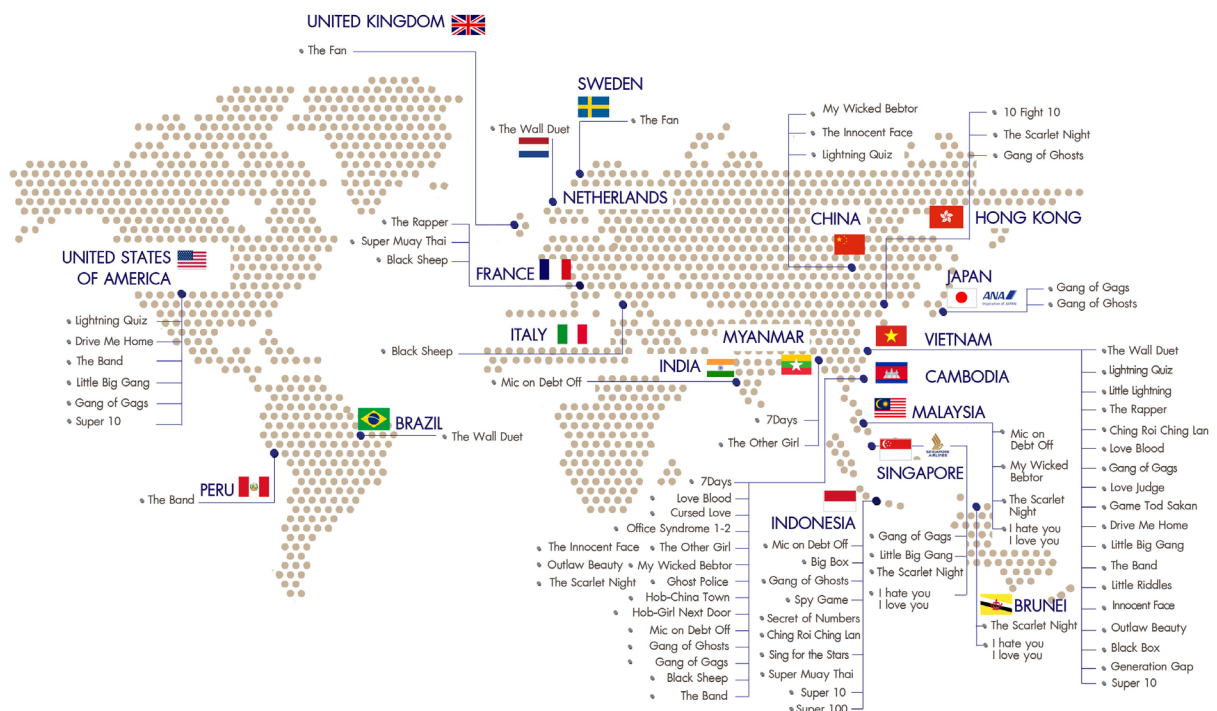 UNITED KINGDOM
The Fan
SWEDEN
The Fan
The Wall Duet
NETHERLANDS
My Wicked Bebtor
The Innocent Face
Lightning Quiz
CHINA
10 Fight 10
The Scarlet Night
Gang of Ghosts
HONG KONG
The Rapper
Super Muay Thai
Black Sheep
FRANCE
UNITED STATES
OF AMERICA
Lightning Quiz
Drive Me Home
The Band
Little Big Gang
Gang of Gags
Super 10
JAPAN
ANA
Inspiration of JAPAN
Gang of Gags
Gang of Ghosts
ITALY
Black Sheep
MYANMAR
7Days
The Other Girl
INDIA
Mic on Debt Off
BRAZIL
The Wall Duet
PERU
The Band
VIETNAM
The Wall Duet
Lightning Quiz
Little Lightning
The Rapper
Ching Roi Ching Lan
Love Blood
Gang of Gags
Love Judge
Game Tod Sakan
Drive Me Home
Little Big Gang
The Band
Little Riddles
Innocent Face
Outlaw Beauty
Black Box
Generation Gap
Super 10
CAMBODIA
7Days
Love Blood
Cursed Love
Office Syndrome 1-2
The Innocent Face
The Other Girl
Outlaw Beauty
My Wicked Bebtor
The Scarlet Night
Ghost Police
Hob-China Town
Hob-Girl Next Door
Mic on Debt Off
Gang of Ghosts
Gang of Gags
Black Sheep
The Band
MALAYSIA
Mic on
Debt Off
My Wicked
Bebtor
The Scarlet
Night
I hate you
I love you
SINGAPORE
SINGAPORE
AIRLINES
Gang of Gags
Little Big Gang
The Scarlet Night
I hate you
I love you
INDONESIA
Mic on Debt Off
Big Box
Gang of Ghosts
Spy Game
Secret of Numbers
Ching Roi Ching Lan
Sing for the Stars
Super Muay Thai
Super 10
Super 100
BRUNEI
The Scarlet Night
I hate you
I love you